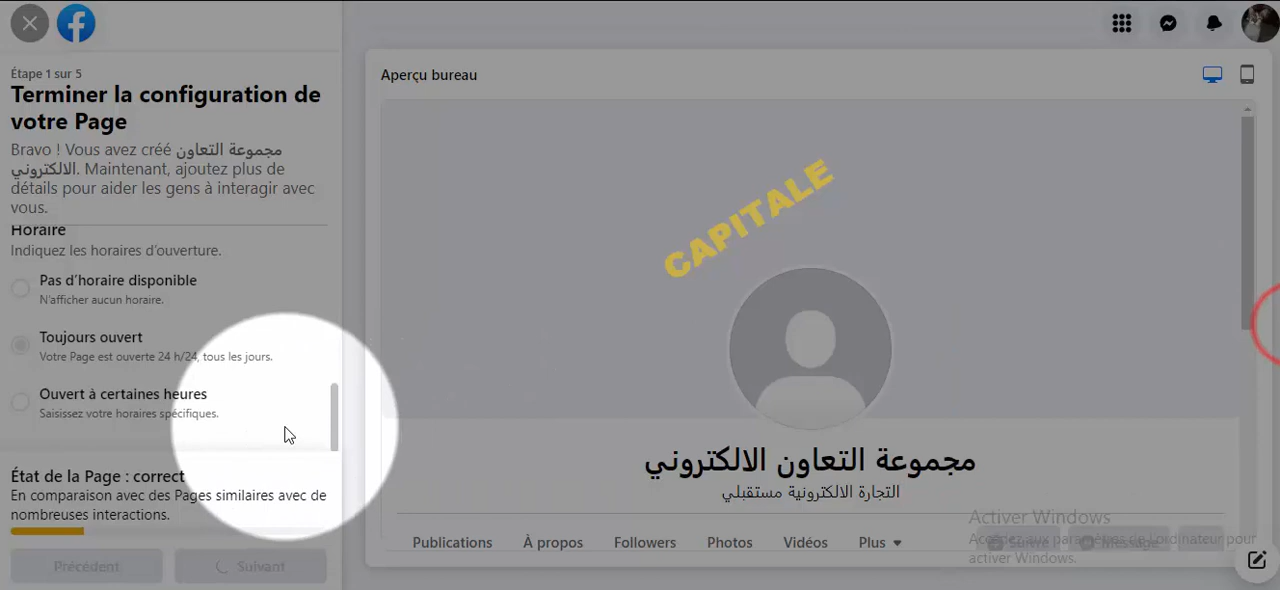 Étape 1 sur 5
Terminer la configuration de
votre Page
Bravo ! Vous avez créé مجموعة التعاون
الالكتروني. Maintenant, ajoutez plus de
détails pour aider les gens à interagir avec
vous.
Horaire
Indiquez les horaires d’ouverture.
Pas d’horaire disponible
N’afficher aucun horaire.
Toujours ouvert
Votre Page est ouverte 24 h/24, tous les jours.
Ouvert à certaines heures
Saisissez votre horaires spécifiques.
État de la Page : correct
En comparaison avec des Pages similaires avec de
nombreuses interactions.
Précédent
Suivant
Aperçu bureau
CAPITALE
مجموعة التعاون الالكتروني
التجارة الالكترونية مستقبلي
Publications
À propos
Followers
Photos
Vidéos
Plus
Suivre
Message
Activer Windows
Accédez aux paramètres de l'ordinateur pour
activer Windows.